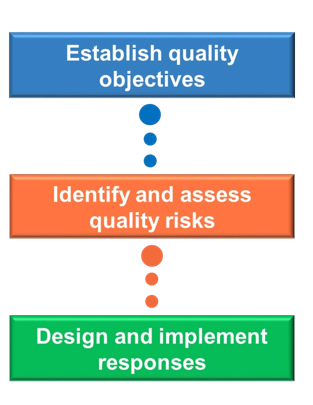 Establish quality
objectives
Identify and assess
quality risks
Design and implement
responses